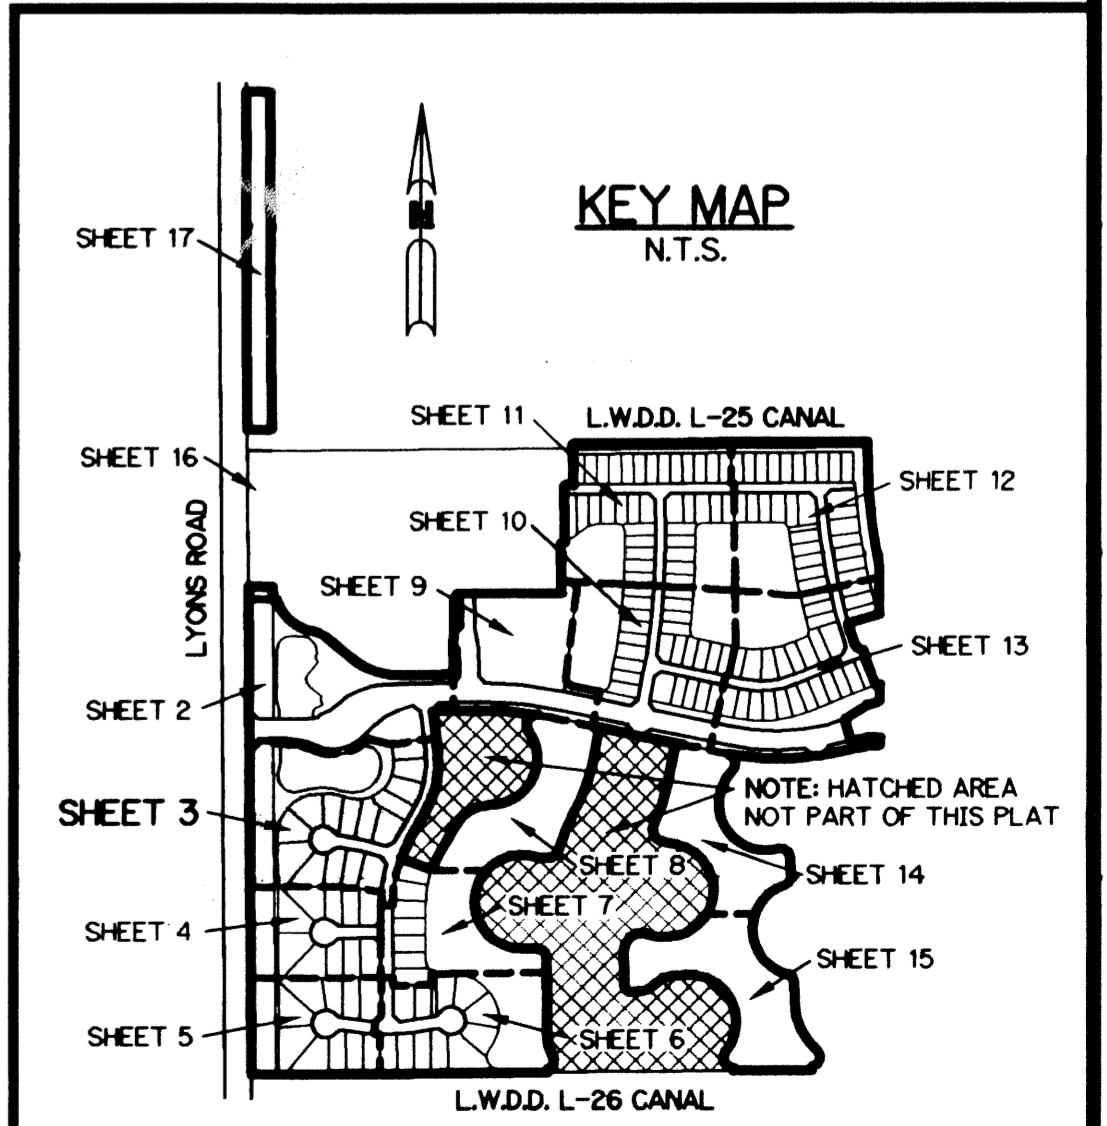 KEY MAP
N.T.S.
N
SHEET 17
SHEET 11
L.W.D.D. L-25 CANAL
SHEET 16
SHEET 12
SHEET 10
LYONS ROAD
SHEET 9
SHEET 13
SHEET 2
NOTE: HATCHED AREA
NOT PART OF THIS PLAT
SHEET 3
SHEET 8
SHEET 14
SHEET 7
SHEET 4
SHEET 15
SHEET 5
SHEET 6
L.W.D.D. L-26 CANAL